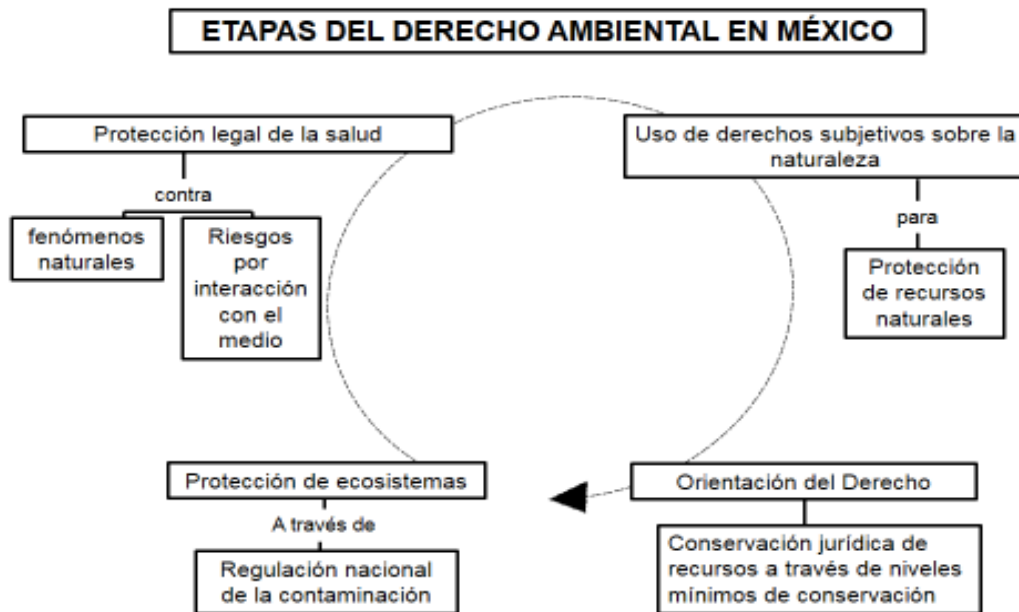 ETAPAS DEL DERECHO AMBIENTAL EN MÉXICO
Protección legal de la salud
contra
fenómenos
naturales
Riesgos
por
interacción
con el
medio
Uso de derechos subjetivos sobre la
naturaleza
para
Protección
de recursos
naturales
Protección de ecosistemas
A través de
Regulación nacional
de la contaminación
Orientación del Derecho
Conservación jurídica de
recursos a través de niveles
mínimos de conservación